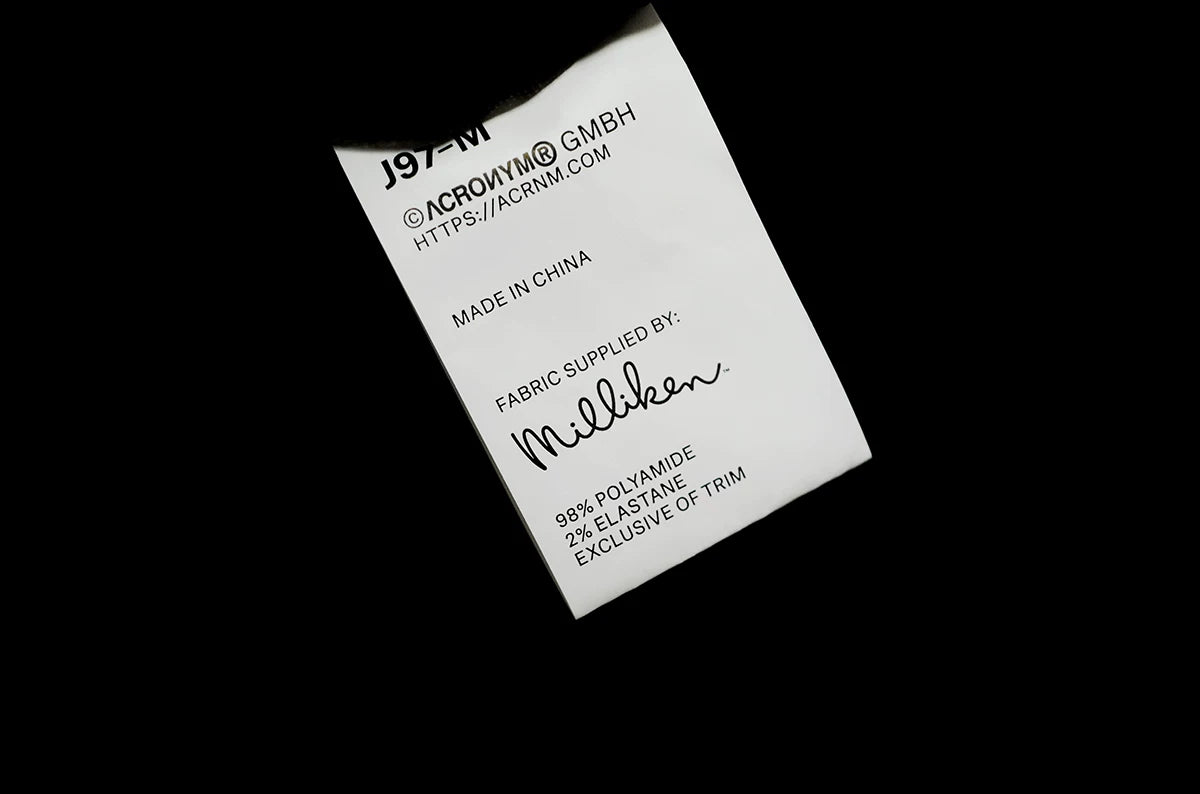 J97-M
©ACRONYM® GMBH
HTTPS://ACRNM.COM
MADE IN CHINA
FABRIC SUPPLIED BY:
Milliken™
98% POLYAMIDE
2% ELASTANE
EXCLUSIVE OF TRIM